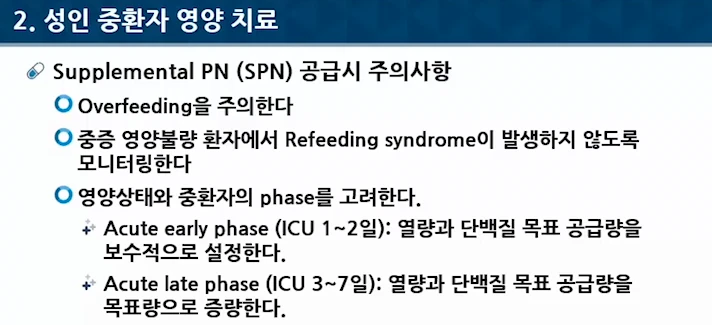 2. 성인 중환자 영양 치료
Supplemental PN (SPN) 공급시 주의사항
Overfeeding을 주의한다
중증 영양불량 환자에서 Refeeding syndrome이 발생하지 않도록
모니터링한다
영양상태와 중환자의 phase를 고려한다.
Acute early phase (ICU 1~2일): 열량과 단백질 목표 공급량을
보수적으로 설정한다.
Acute late phase (ICU 3~7일): 열량과 단백질 목표 공급량을
목표량으로 증량한다.